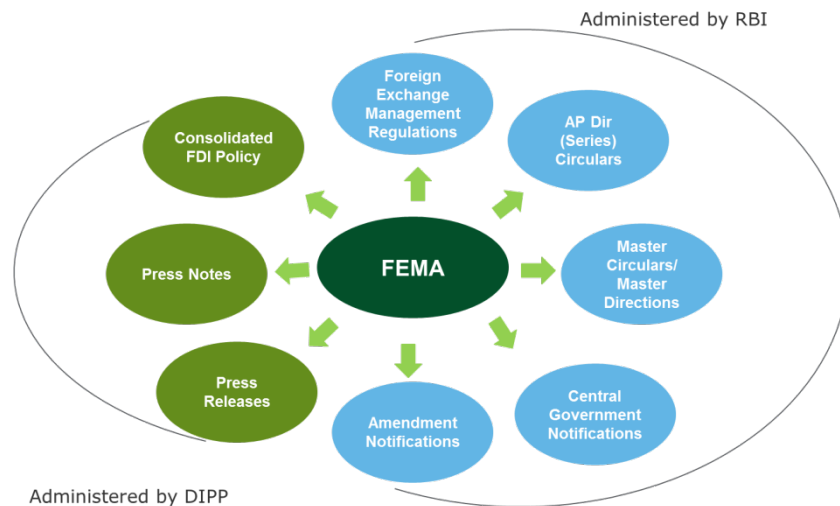 Administered by RBI
Foreign
Exchange
Management
Regulations
AP Dir
(Series)
Circulars
Consolidated
FDI Policy
Master
Circulars/
Master
Directions
FEMA
Press Notes
Press
Releases
Amendment
Notifications
Central
Government
Notifications
Administered by DIPP